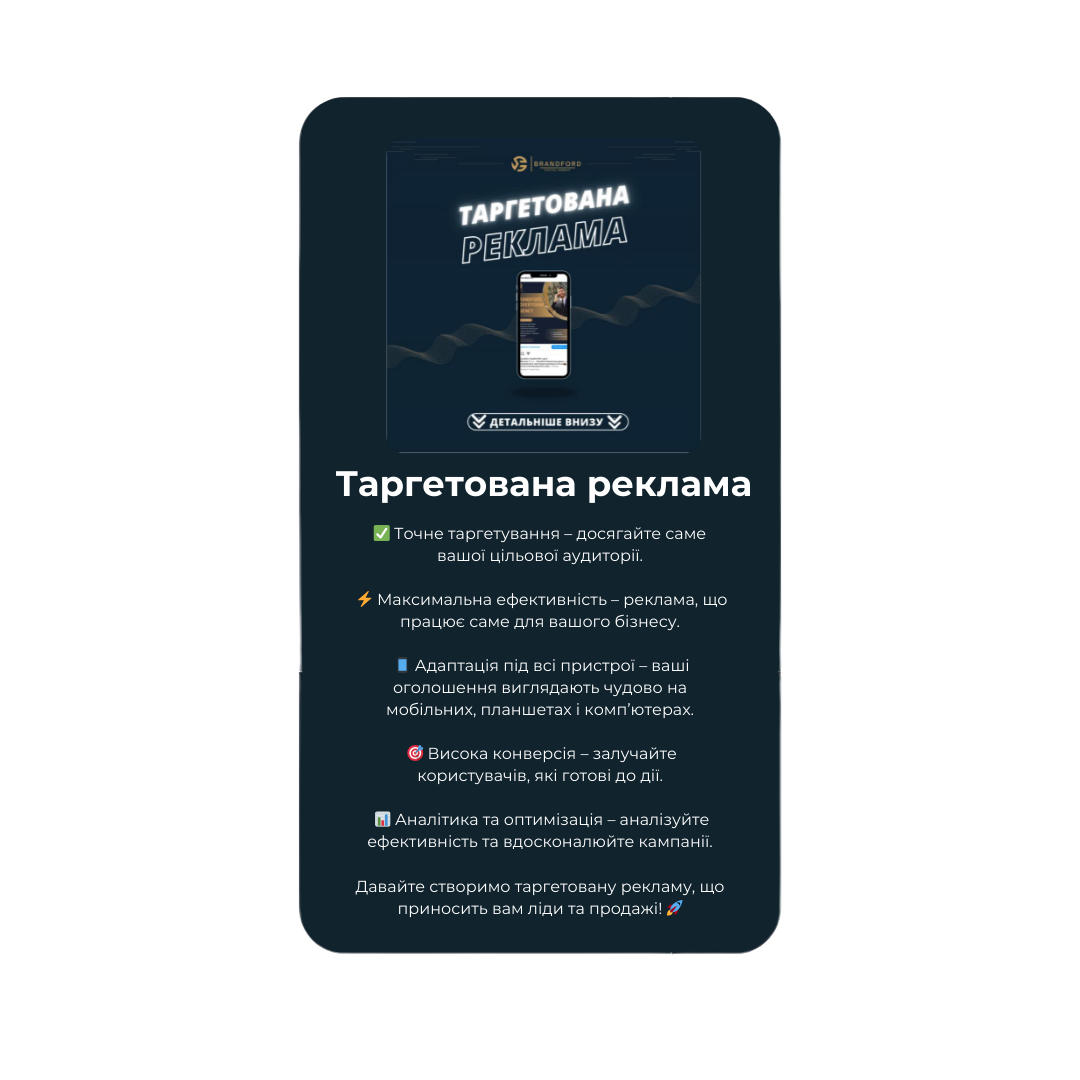 BRANDFORD
ТАРГЕТОВАНА
РЕКЛАМА
ДЕТАЛЬНІШЕ ВНИЗУ
Таргетована реклама
✅ Точне таргетування – досягайте саме
вашої цільової аудиторії.
⚡ Максимальна ефективність – реклама, що
працює саме для вашого бізнесу.
📱 Адаптація під всі пристрої – ваші
оголошення виглядають чудово на
мобільних, планшетах і комп’ютерах.
🎯 Висока конверсія – залучайте
користувачів, які готові до дії.
📊 Аналітика та оптимізація – аналізуйте
ефективність та вдосконалюйте кампанії.
Давайте створимо таргетовану рекламу, що
приносить вам ліди та продажі! 🚀